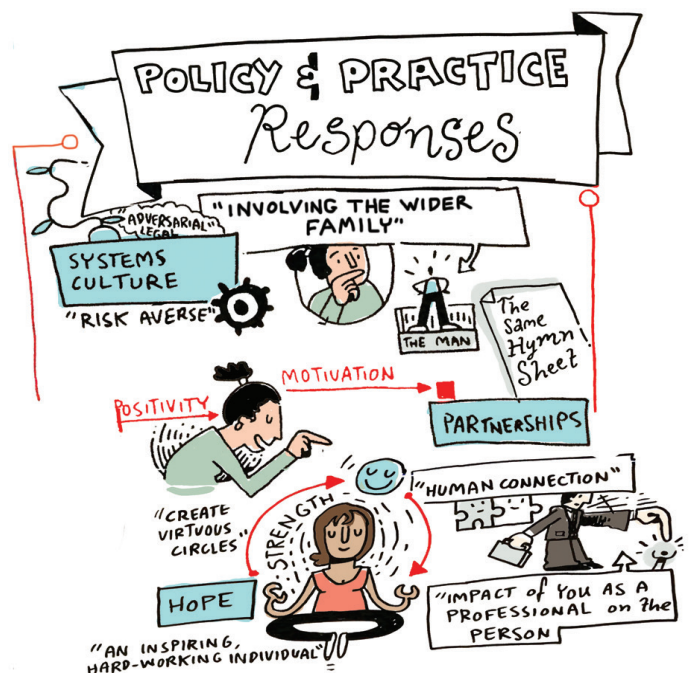 POLICY & PRACTICE
Responses
"INVOLVING THE WIDER
FAMILY"
"ADVERSARIAL"
LEGAL
SYSTEMS
CULTURE
"RISK AVERSE"
THE MAN
The
Same
Hymn
Sheet!
POSITIVITY
MOTIVATION
PARTNERSHIPS
"HUMAN CONNECTION"
"CREATE
VIRTUOUS
CIRCLES"
STRENGTH
HOPE
"IMPACT of YOU AS A
PROFESSIONAL on The
PERSON
"AN INSPIRING,
HARD-WORKING INDIVIDUAL"